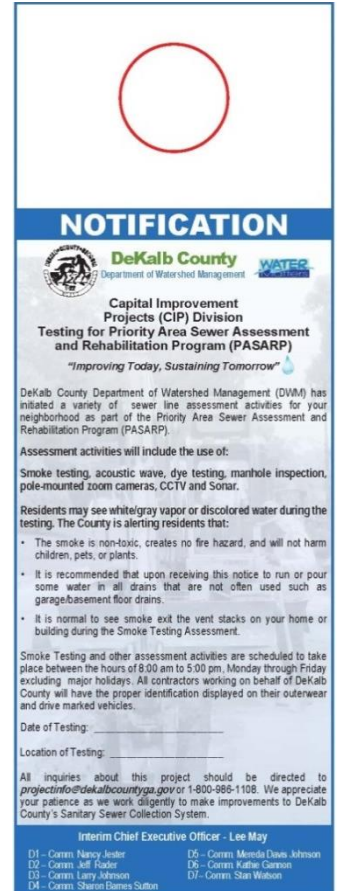 NOTIFICATION
DeKalb County
Department of Watershed Management
WATER
Capital Improvement
Projects (CIP) Division
Testing for Priority Area Sewer Assessment
and Rehabilitation Program (PASARP)
"Improving Today, Sustaining Tomorrow"
DeKalb County Department of Watershed Management (DWM) has
initiated a variety of sewer line assessment activities for your
neighborhood as part of the Priority Area Sewer Assessment and
Rehabilitation Program (PASARP).
Assessment activities will include the use of:
Smoke testing, acoustic wave, dye testing, manhole inspection,
pole-mounted zoom cameras, CCTV and Sonar.
Residents may see white/gray vapor or discolored water during the
testing. The County is alerting residents that:
• The smoke is non-toxic, creates no fire hazard, and will not harm
children, pets, or plants.
• It is recommended that upon receiving this notice to run or pour
some water in all drains that are not often used such as
garage/basement floor drains.
• It is normal to see smoke exit the vent stacks on your home or
building during the Smoke Testing Assessment.
Smoke Testing and other assessment activities are scheduled to take
place between the hours of 8:00 am to 5:00 pm, Monday through Friday
excluding major holidays. All contractors working on behalf of DeKalb
County will have the proper identification displayed on their outerwear
and drive marked vehicles.
Date of Testing: ______________________
Location of Testing: ___________________
All inquiries about this project should be directed to
projectinfo@dekalbcountyga.gov or 1-800-986-1108. We appreciate
your patience as we work diligently to make improvements to DeKalb
County's Sanitary Sewer Collection System.
Interim Chief Executive Officer - Lee May
D1 – Comm. Nancy Jester
D2 – Comm. Jeff Rader
D3 – Comm. Larry Johnson
D4 – Comm. Sharon Barnes Sutton
D5 – Comm. Mereda Davis Johnson
D6 – Comm. Kathie Gannon
D7 – Comm. Stan Watson